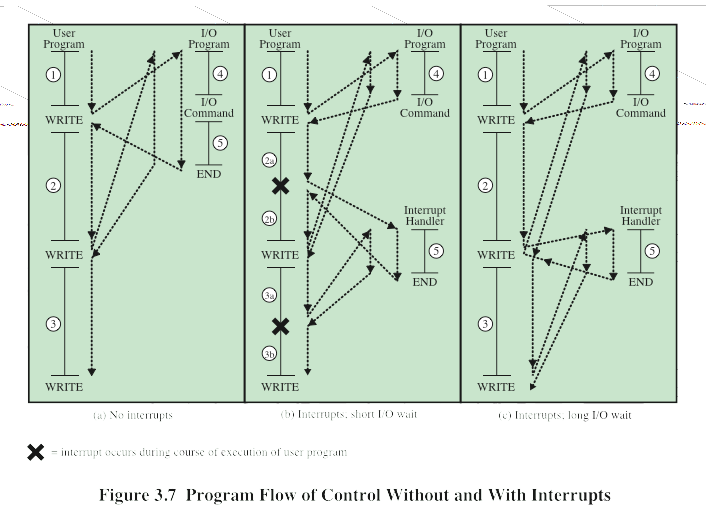 User
Program
I/O
Program
1
4
WRITE
I/O
Command
5
END
2
WRITE
3
WRITE
(a) No interrupts
User
Program
I/O
Program
1
4
WRITE
I/O
Command
2a
2b
Interrupt
Handler
5
WRITE
END
3a
3b
WRITE
(b) Interrupts, short I/O wait
User
Program
I/O
Program
1
4
WRITE
I/O
Command
2
Interrupt
Handler
5
WRITE
END
3
WRITE
(c) Interrupts, long I/O wait
= interrupt occurs during course of execution of user program
Figure 3.7 Program Flow of Control Without and With Interrupts